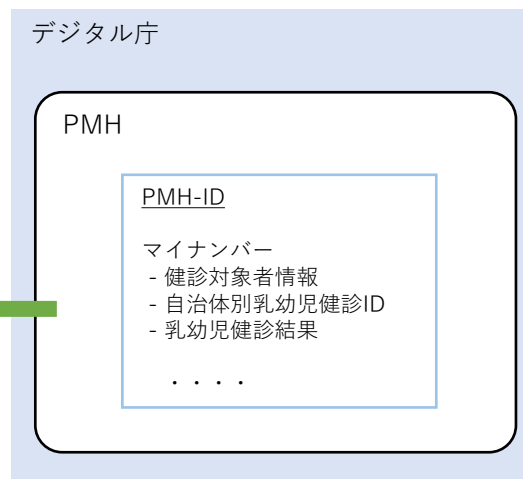 デジタル庁
PMH
PMH-ID
マイナンバー
- 健診対象者情報
- 自治体別乳幼児健診ID
- 乳幼児健診結果
・・・・